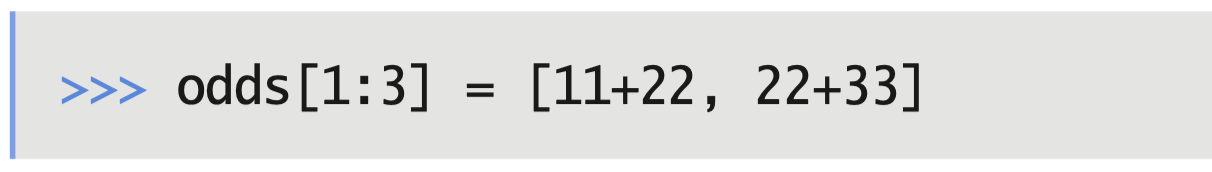 >>> odds[1:3] = [11+22, 22+33]